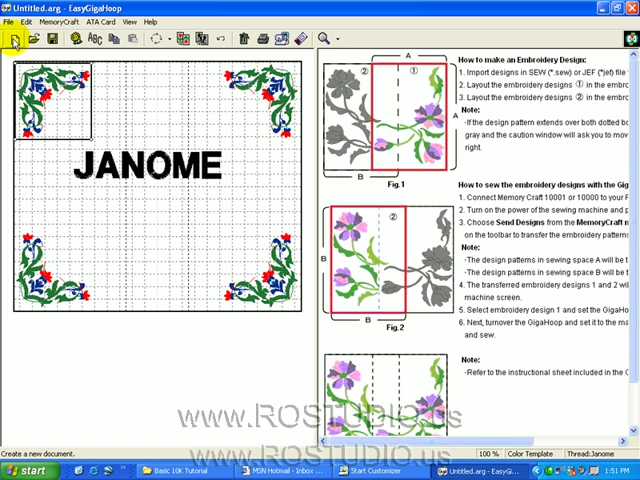 Untitled.arg - EasyGigaHoop
File Edit MemoryCraft ATA Card View Help
ABC
JANOME
A
② ①
A
B
Fig.1
②
B
B
Fig.2
How to make an Embroidery Design:
1. Import designs in SEW (*.sew) or JEF (*jef) file
2. Layout the embroidery designs ① in the embro
3. Layout the embroidery designs ② in the embro
Note:
·If the design pattern extends over both dotted bo
gray and the caution window will ask you to move
right.
How to sew the embroidery designs with the Gi
1. Connect Memory Craft 10001 or 10000 to your P
2. Turn on the power of the sewing machine and p
3. Choose Send Designs from the MemoryCraft m
on the toolbar to transfer the embroidery patterns
Note:
·The design patterns in sewing space A will be t
·The design patterns in sewing space B will be t
4. The transferred embroidery designs 1 and 2 wil
machine screen.
5. Select embroidery design 1 and set the GigaHo
6. Next, turnover the GigaHoop and set it to the ma
and sew.
Note:
·Refer to the instructional sheet included in the G
www.ROSTUDIO.us
www.ROSTUDIO.us
Create a new document.
100 % Color Template Thread:Janome
start
Basic 10K Tutorial
MSN Hotmail - Inbox
Start Customizer
Untitled.arg - EasyGi...
1:51 PM